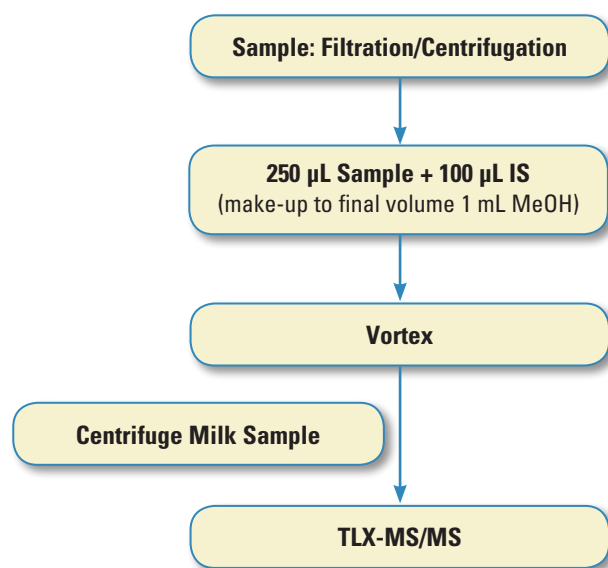 Sample: Filtration/Centrifugation
250 µL Sample + 100 µL IS
(make-up to final volume 1 mL MeOH)
Vortex
Centrifuge Milk Sample
TLX-MS/MS